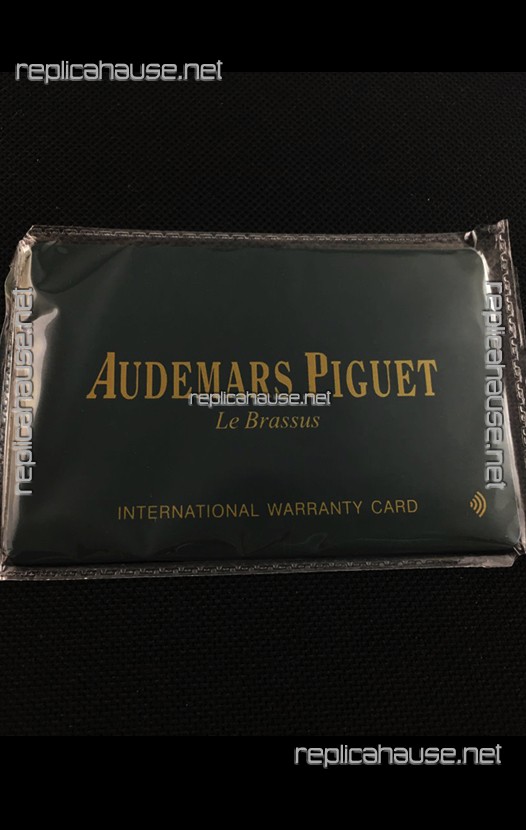 replicahause.net
replicahause.net
replicahause.net
AUDEMARS PIGUET
replicahause.net
Le Brassus
INTERNATIONAL WARRANTY CARD
replicahause.net